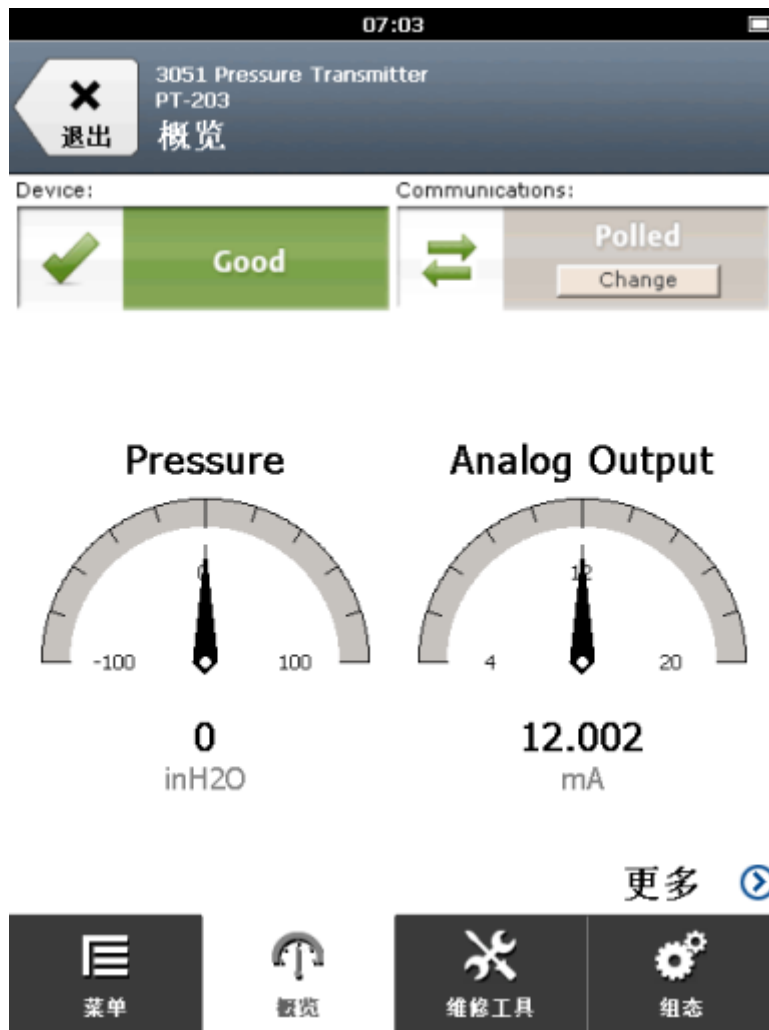 07:03
3051 Pressure Transmitter
PT-203
退出
概览
Device:
Communications:
Good
Polled
Change
Pressure
Analog Output
0
12
-100
100
4
20
0
12.002
inH2O
mA
更多
菜单
概览
维修工具
组态